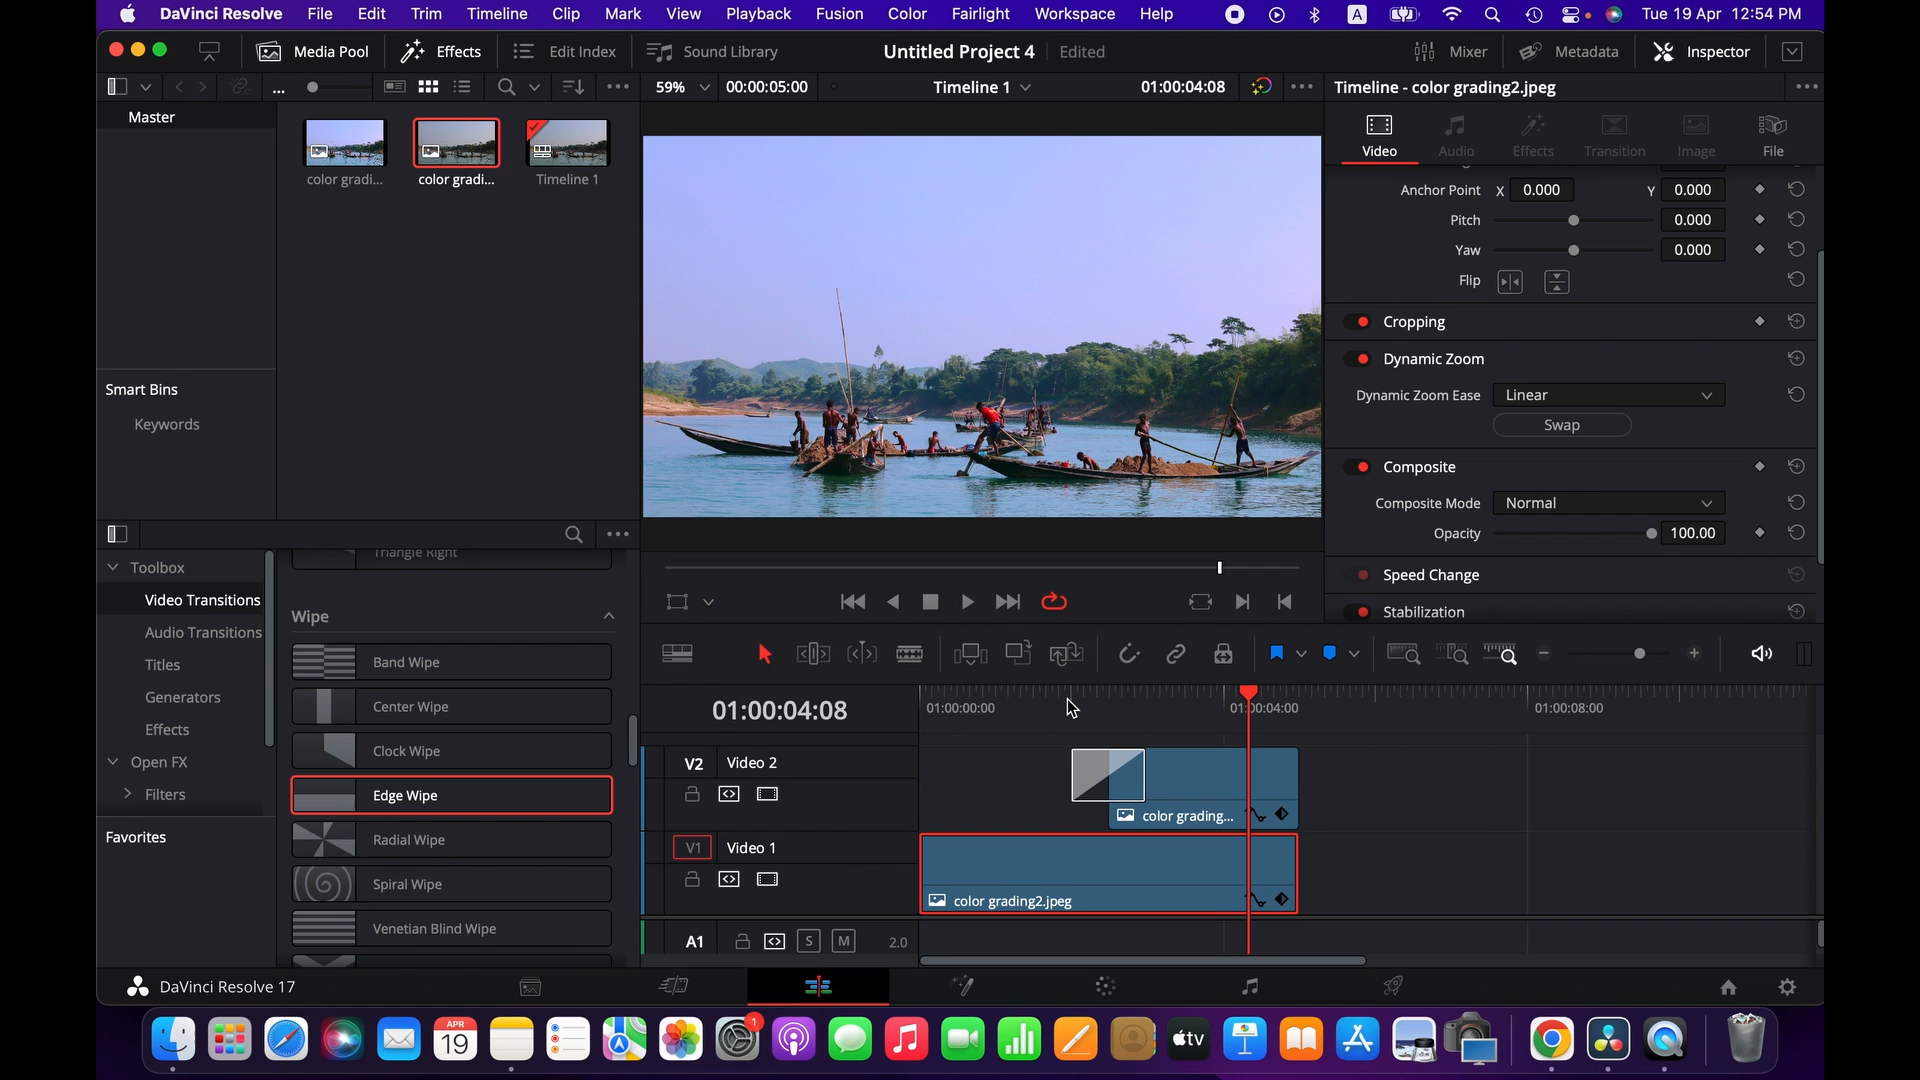 DaVinci Resolve File Edit Trim Timeline Clip Mark View Playback Fusion Color Fairlight Workspace Help A Tue 19 Apr 12:54 PM
Media Pool Effects Edit Index Sound Library Untitled Project 4 Edited Mixer Metadata Inspector
... 59% 00:00:05:00 Timeline 1 01:00:04:08 Timeline - color grading2.jpeg
Master
color gradi... color gradi... Timeline 1
Video Audio Effects Transition Image File
Anchor Point X 0.000 Y 0.000
Pitch 0.000
Yaw 0.000
Flip
Cropping
Dynamic Zoom
Dynamic Zoom Ease Linear
Swap
Composite
Composite Mode Normal
Opacity 100.00
Speed Change
Stabilization
Smart Bins
Keywords
Toolbox
Video Transitions
Audio Transitions
Titles
Generators
Effects
Open FX
Filters
Favorites
Triangle Right
Wipe
Band Wipe
Center Wipe
Clock Wipe
Edge Wipe
Radial Wipe
Spiral Wipe
Venetian Blind Wipe
01:00:04:08 01:00:00:00 01:00:04:00 01:00:08:00
V2 Video 2
color grading...
V1 Video 1
color grading2.jpeg
A1 S M 2.0
DaVinci Resolve 17
APR
19
1
tv